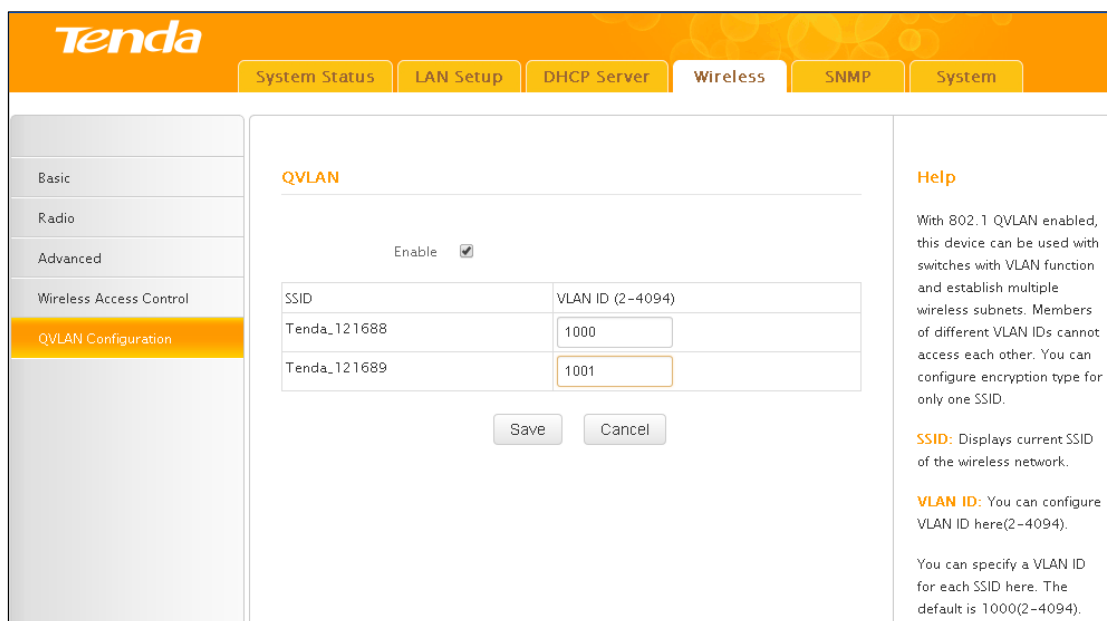 Tenda
System Status LAN Setup DHCP Server Wireless SNMP System
Basic
Radio
Advanced
Wireless Access Control
QVLAN Configuration
QVLAN
Enable
SSID VLAN ID (2-4094)
Tenda_121688 1000
Tenda_121689 1001
Save Cancel
Help
With 802.1 QVLAN enabled,
this device can be used with
switches with VLAN function
and establish multiple
wireless subnets. Members
of different VLAN IDs cannot
access each other. You can
configure encryption type for
only one SSID.
SSID: Displays current SSID
of the wireless network.
VLAN ID: You can configure
VLAN ID here(2-4094).
You can specify a VLAN ID
for each SSID here. The
default is 1000(2-4094).